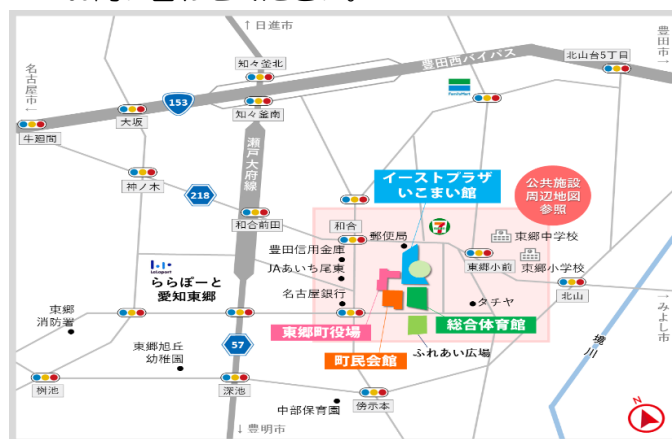 ↑日進市
名古屋市←
知々釜北
豊田西バイパス
北山台5丁目
豊田市→
FamilyMart
153
知々釜南
大坂
牛廻間
瀬戸大府線
神ノ木
218
イーストプラザ
いこまい館
公共施設
周辺地図
参照
和合前田
和合
郵便局
7
東郷中学校
豊田信用金庫
東郷小前
東郷小学校
JAあいち尾東
LaLaport
ららぽーと
愛知東郷
北山
名古屋銀行
タチヤ
→みよし市
東郷
消防署
東郷町役場
総合体育館
57
境川
東郷旭丘
幼稚園
町民会館
ふれあい広場
桝池
深池
中部保育園
傍示本
N
↓豊明市